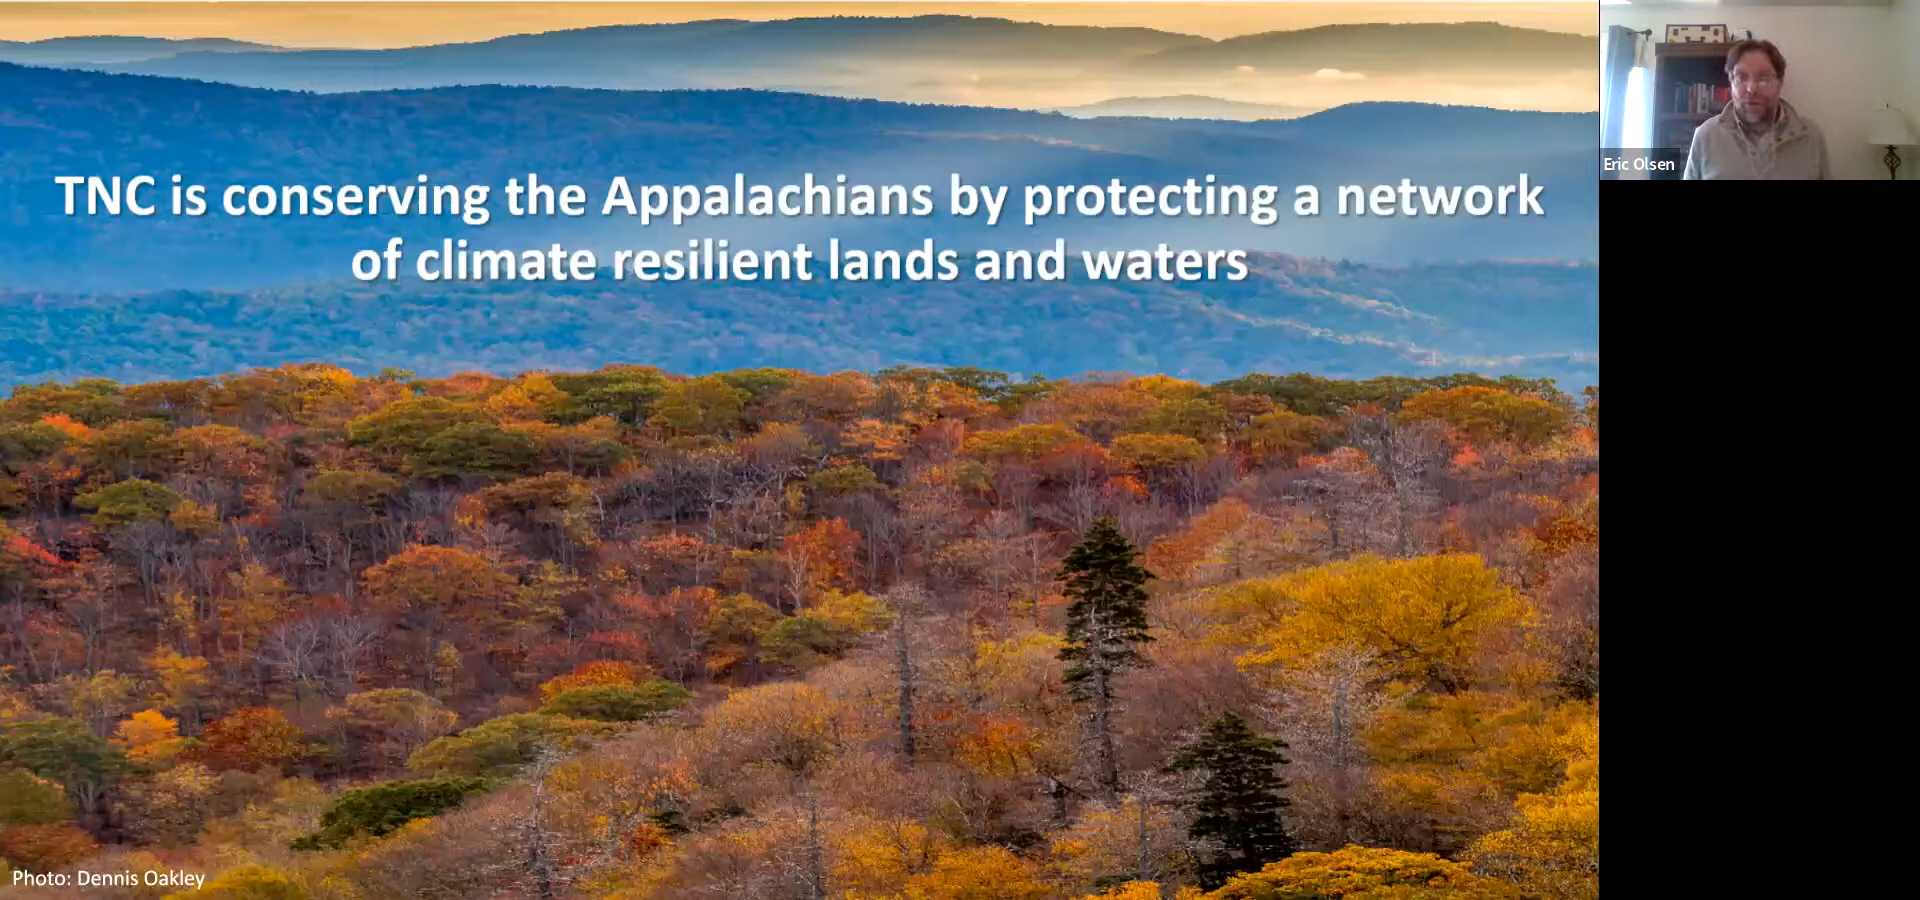 TNC is conserving the Appalachians by protecting a network
of climate resilient lands and waters
Eric Olsen
Photo: Dennis Oakley